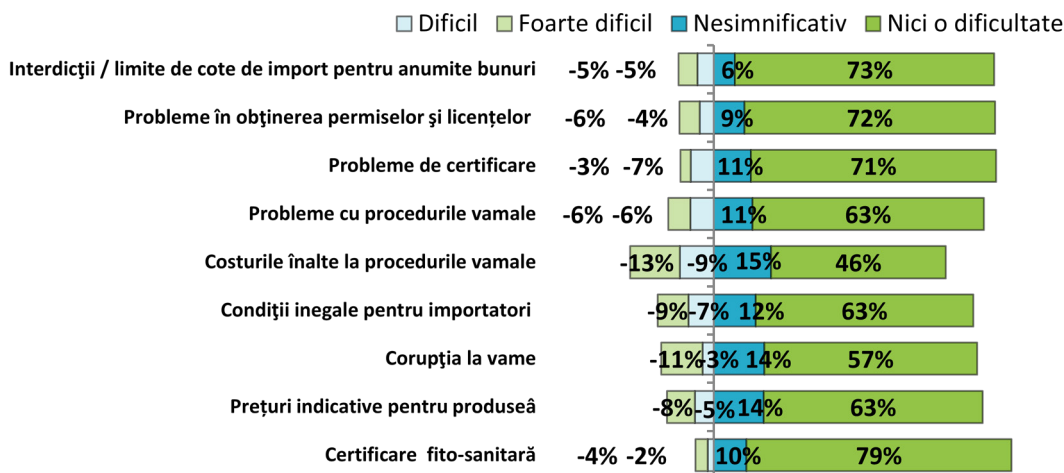 Dificil Foarte dificil Nesimnificativ Nici o dificultate
Interdicţii / limite de cote de import pentru anumite bunuri -5% -5% 6% 73%
Probleme în obţinerea permiselor şi licențelor -6% -4% 9% 72%
Probleme de certificare -3% -7% 11% 71%
Probleme cu procedurile vamale -6% -6% 11% 63%
Costurile înalte la procedurile vamale -13% -9% 15% 46%
Condiţii inegale pentru importatori -9% -7% 12% 63%
Corupţia la vame -11% -3% 14% 57%
Prețuri indicative pentru produseâ -8% -5% 14% 63%
Certificare fito-sanitară -4% -2% 10% 79%